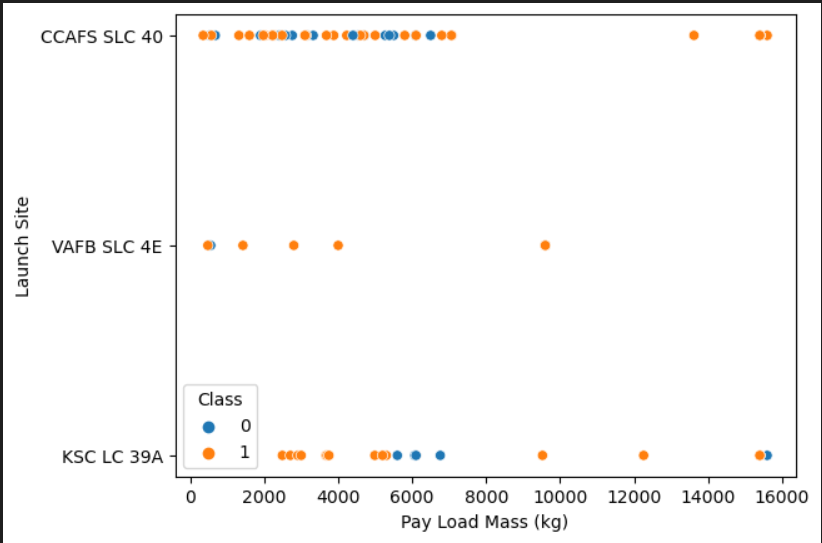 CCAFS SLC 40
VAFB SLC 4E
KSC LC 39A
Launch Site
Class
0
1
0 2000 4000 6000 8000 10000 12000 14000 16000
Pay Load Mass (kg)